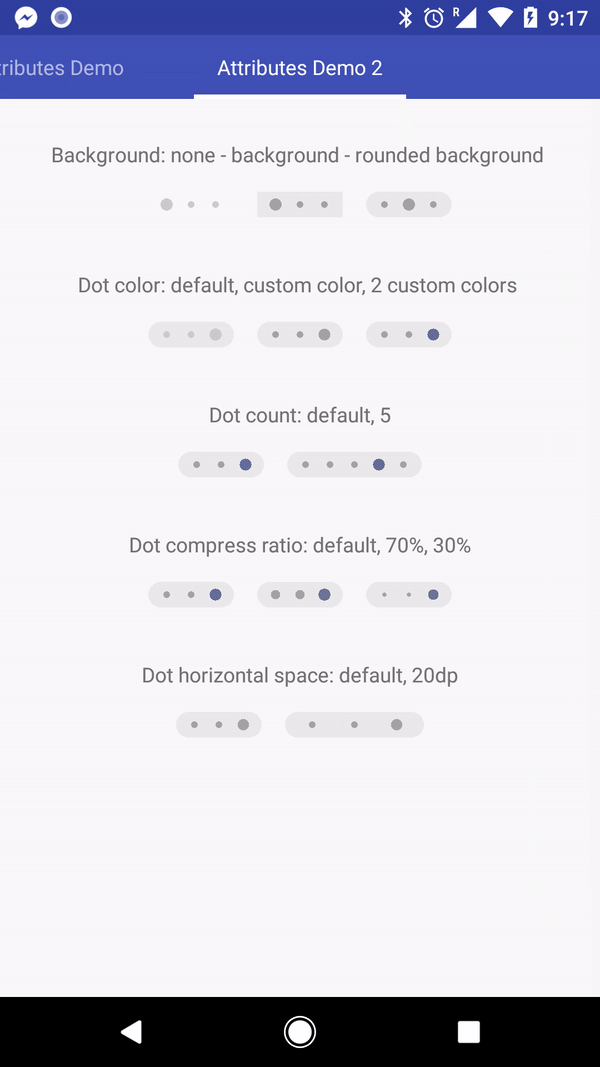 R 9:17
tributes Demo Attributes Demo 2
Background: none - background - rounded background
Dot color: default, custom color, 2 custom colors
Dot count: default, 5
Dot compress ratio: default, 70%, 30%
Dot horizontal space: default, 20dp